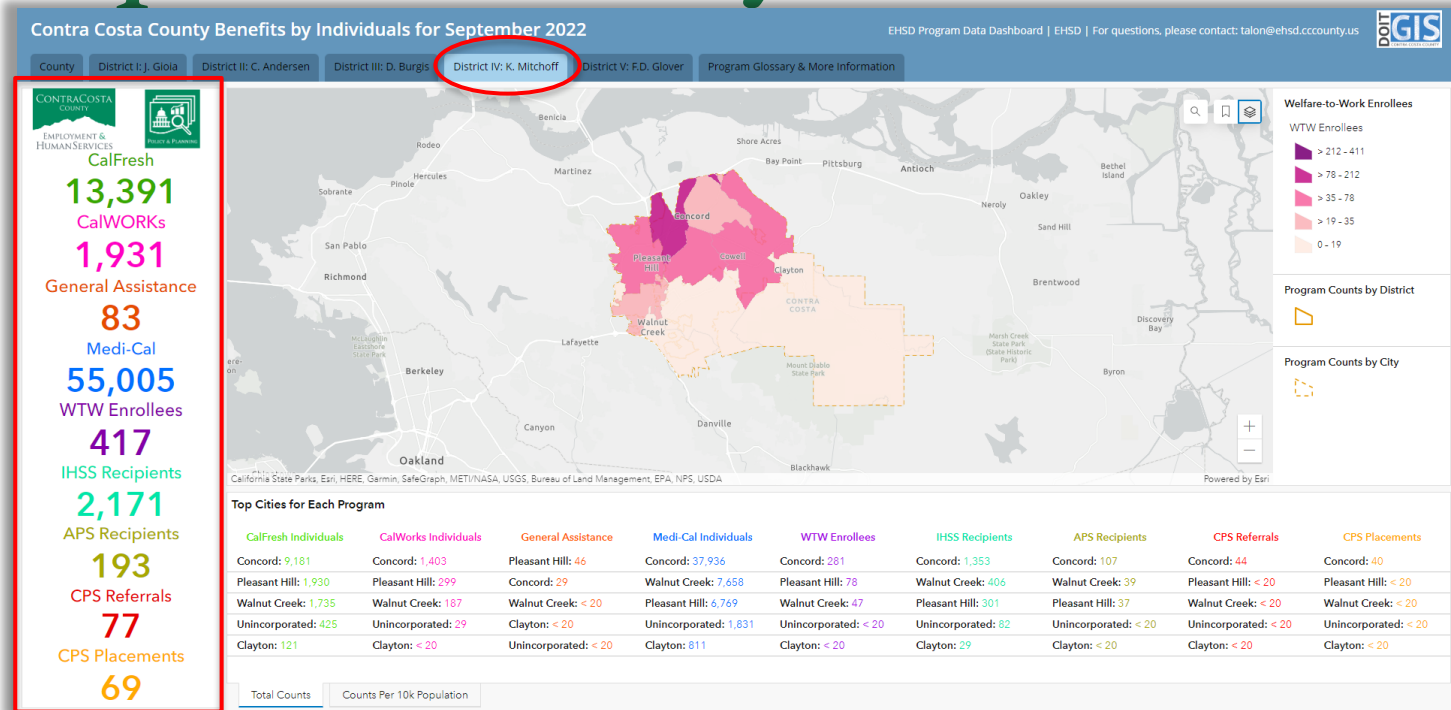 Contra Costa County Benefits by Individuals for September 2022
EHSD Program Data Dashboard | EHSD | For questions, please contact: talon@ehsd.cccounty.us
DOIT GIS
CONTRA COSTA COUNTY
County
District I: J. Gioia
District II: C. Andersen
District III: D. Burgis
District IV: K. Mitchoff
District V: F.D. Glover
Program Glossary & More Information
CONTRACOSTA
COUNTY
EMPLOYMENT &
HUMANSERVICES
POLICY & PLANNING
CalFresh
13,391
CalWORKs
1,931
General Assistance
83
Medi-Cal
55,005
WTW Enrollees
417
IHSS Recipients
2,171
APS Recipients
193
CPS Referrals
77
CPS Placements
69
Benicia
Rodeo
Shore Acres
Bay Point
Pittsburg
Antioch
Bethel
Island
Martinez
Hercules
Pinole
Sobrante
Oakley
Neroly
Concord
Sand Hill
San Pablo
Richmond
Pleasant
Hill
Cowell
Clayton
Brentwood
CONTRA
COSTA
Discovery
Bay
Walnut
Creek
McLaughlin
Eastshore
State Park
Lafayette
Marsh Creek
State Park
(State Historic
Park)
ere-
on
Berkeley
Mount Diablo
State Park
Byron
Canyon
Danville
Oakland
Blackhawk
California State Parks, Esri, HERE, Garmin, SafeGraph, METI/NASA, USGS, Bureau of Land Management, EPA, NPS, USDA
Powered by Esri
+
−
Welfare-to-Work Enrollees
WTW Enrollees
> 212 - 411
> 78 - 212
> 35 - 78
> 19 - 35
0 - 19
Program Counts by District
Program Counts by City
Top Cities for Each Program
CalFresh Individuals CalWorks Individuals General Assistance Medi-Cal Individuals WTW Enrollees IHSS Recipients APS Recipients CPS Referrals CPS Placements
Concord: 9,181 Concord: 1,403 Pleasant Hill: 46 Concord: 37,936 Concord: 281 Concord: 1,353 Concord: 107 Concord: 44 Concord: 40
Pleasant Hill: 1,930 Pleasant Hill: 299 Concord: 29 Walnut Creek: 7,658 Pleasant Hill: 78 Walnut Creek: 406 Walnut Creek: 39 Pleasant Hill: < 20 Pleasant Hill: < 20
Walnut Creek: 1,735 Walnut Creek: 187 Walnut Creek: < 20 Pleasant Hill: 6,769 Walnut Creek: 47 Pleasant Hill: 301 Pleasant Hill: 37 Walnut Creek: < 20 Walnut Creek: < 20
Unincorporated: 425 Unincorporated: 29 Clayton: < 20 Unincorporated: 1,831 Unincorporated: < 20 Unincorporated: 82 Unincorporated: < 20 Unincorporated: < 20 Unincorporated: < 20
Clayton: 121 Clayton: < 20 Unincorporated: < 20 Clayton: 811 Clayton: < 20 Clayton: 29 Clayton: < 20 Clayton: < 20 Clayton: < 20
Total Counts
Counts Per 10k Population